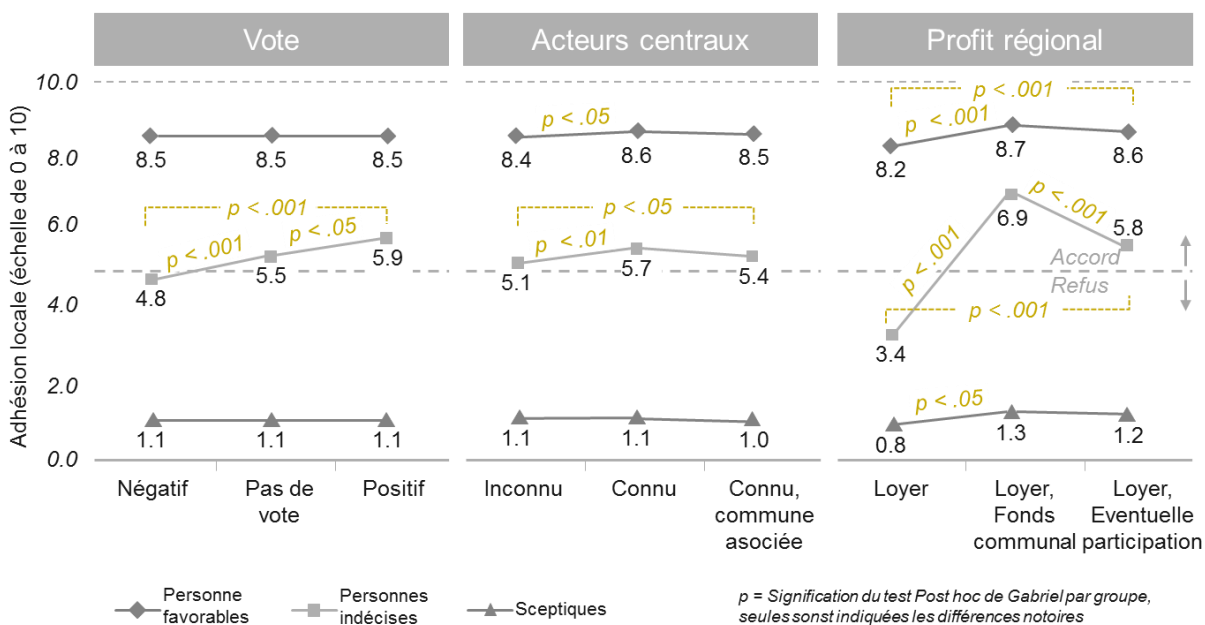 Vote
Acteurs centraux
Profit régional
Adhésion locale (échelle de 0 à 10)
10.0
8.0
6.0
4.0
2.0
0.0
8.5
8.5
8.5
p < .001
p < .001
p < .05
4.8
5.5
5.9
1.1
1.1
1.1
Négatif
Pas de
vote
Positif
p < .05
8.4
8.6
8.5
p < .05
p < .01
5.1
5.7
5.4
1.1
1.1
1.0
Inconnu
Connu
Connu,
commune
asociée
p < .001
p < .001
8.2
8.7
8.6
p < .001
p < .001
6.9
5.8
Accord
Refus
p < .001
3.4
p < .05
0.8
1.3
1.2
Loyer
Loyer,
Fonds
communal
Loyer,
Eventuelle
participation
Personne
favorables
Personnes
indécises
Sceptiques
p = Signification du test Post hoc de Gabriel par groupe,
seules sonst indiquées les différences notoires